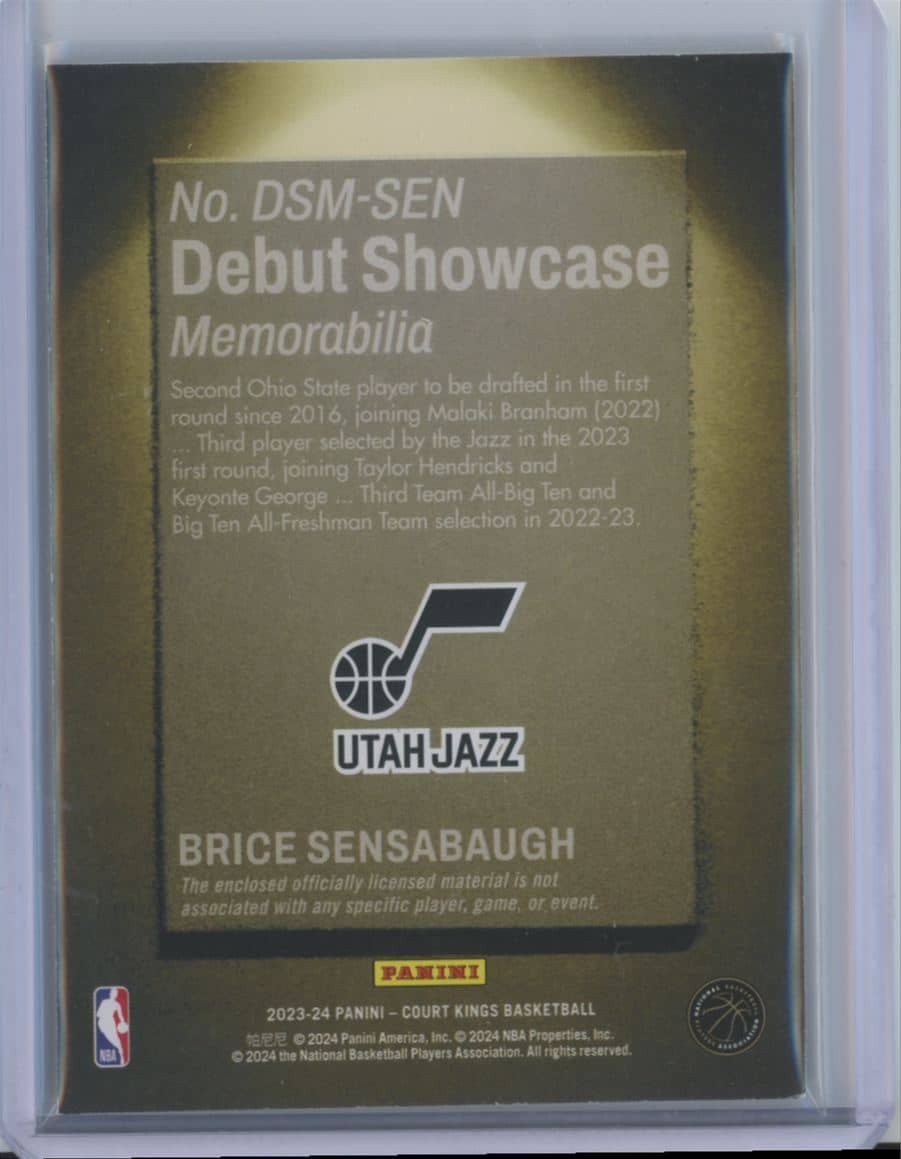 No. DSM-SEN
Debut Showcase
Memorabilia
Second Ohio State player to be drafted in the first
round since 2016, joining Malaki Branham (2022)
... Third player selected by the Jazz in the 2023
first round, joining Taylor Hendricks and
Keyonte George ... Third Team All-Big Ten and
Big Ten All-Freshman Team selection in 2022-23.
UTAH JAZZ
BRICE SENSABAUGH
The enclosed officially licensed material is not
associated with any specific player, game, or event.
PANINI
2023-24 PANINI – COURT KINGS BASKETBALL
帕尼尼 © 2024 Panini America, Inc. © 2024 NBA Properties, Inc.
© 2024 the National Basketball Players Association. All rights reserved.
NBA
NATIONAL BASKETBALL PLAYERS ASSOCIATION